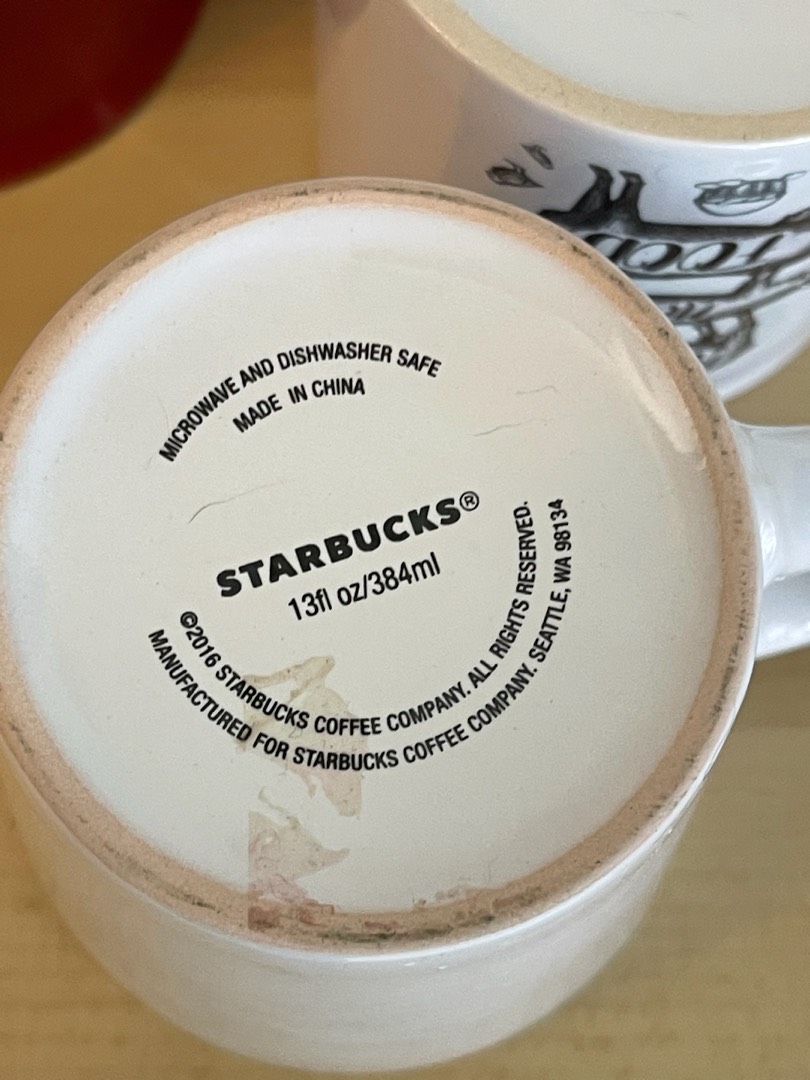 MICROWAVE AND DISHWASHER SAFE
MADE IN CHINA
STARBUCKS®
13fl oz/384ml
©2016 STARBUCKS COFFEE COMPANY. ALL RIGHTS RESERVED.
MANUFACTURED FOR STARBUCKS COFFEE COMPANY. SEATTLE, WA 98134